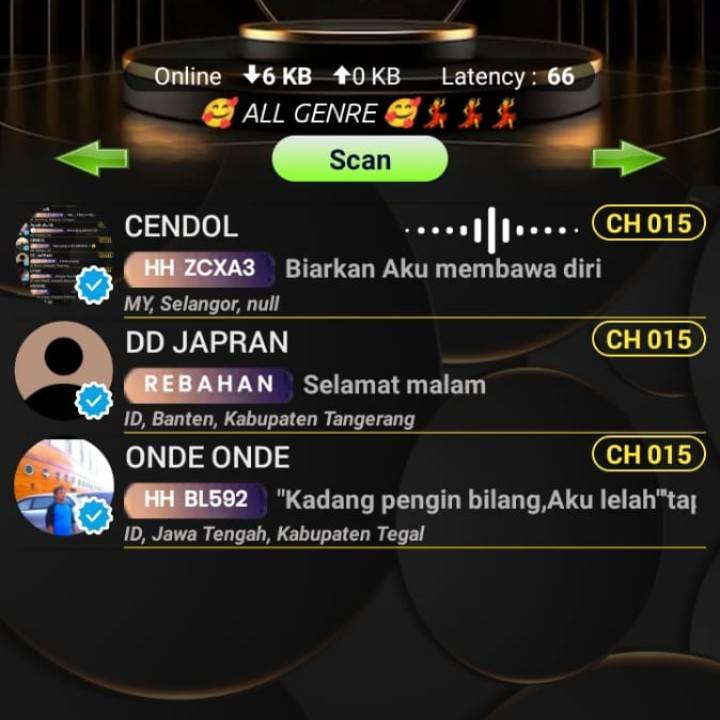 Online 6 KB 0 KB Latency : 66
🥰 ALL GENRE 🥰💃💃💃
Scan
CENDOL CH 015
HH ZCXA3 Biarkan Aku membawa diri
MY, Selangor, null
DD JAPRAN CH 015
REBAHAN Selamat malam
ID, Banten, Kabupaten Tangerang
ONDE ONDE CH 015
HH BL592 "Kadang pengin bilang,Aku lelah'"tap
ID, Jawa Tengah, Kabupaten Tegal